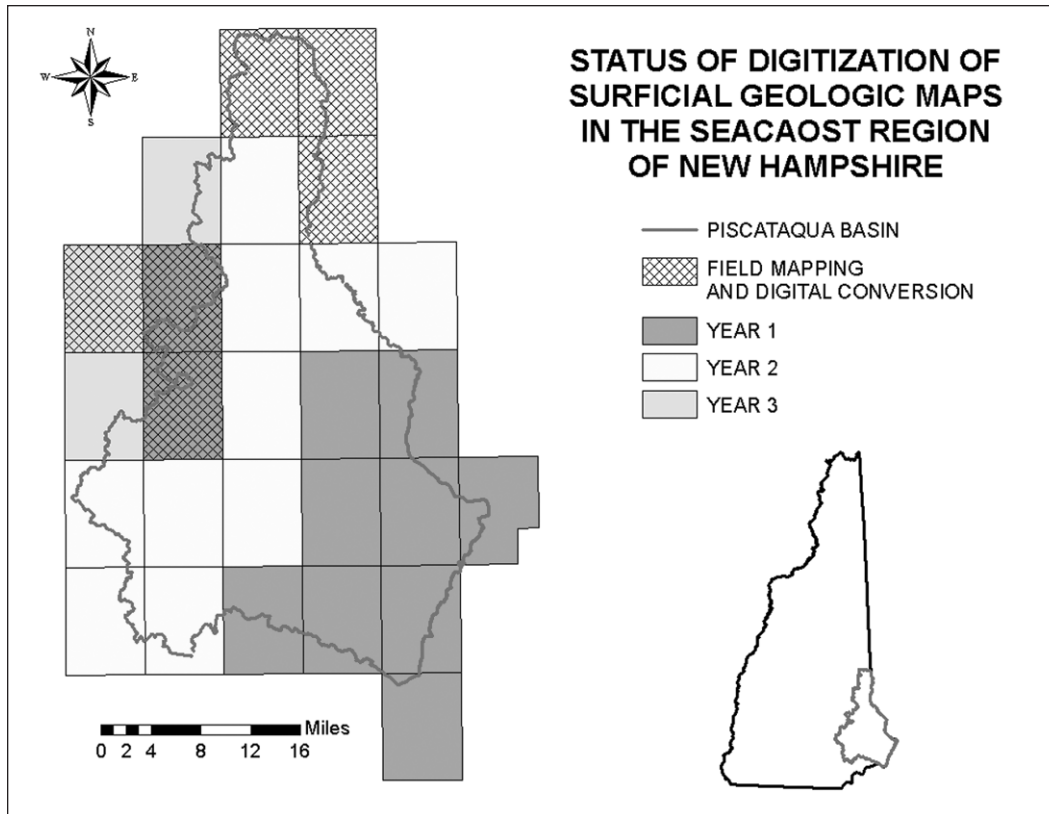 N
W E
S
STATUS OF DIGITIZATION OF
SURFICIAL GEOLOGIC MAPS
IN THE SEACAOST REGION
OF NEW HAMPSHIRE
PISCATAQUA BASIN
FIELD MAPPING
AND DIGITAL CONVERSION
YEAR 1
YEAR 2
YEAR 3
Miles
0 2 4 8 12 16